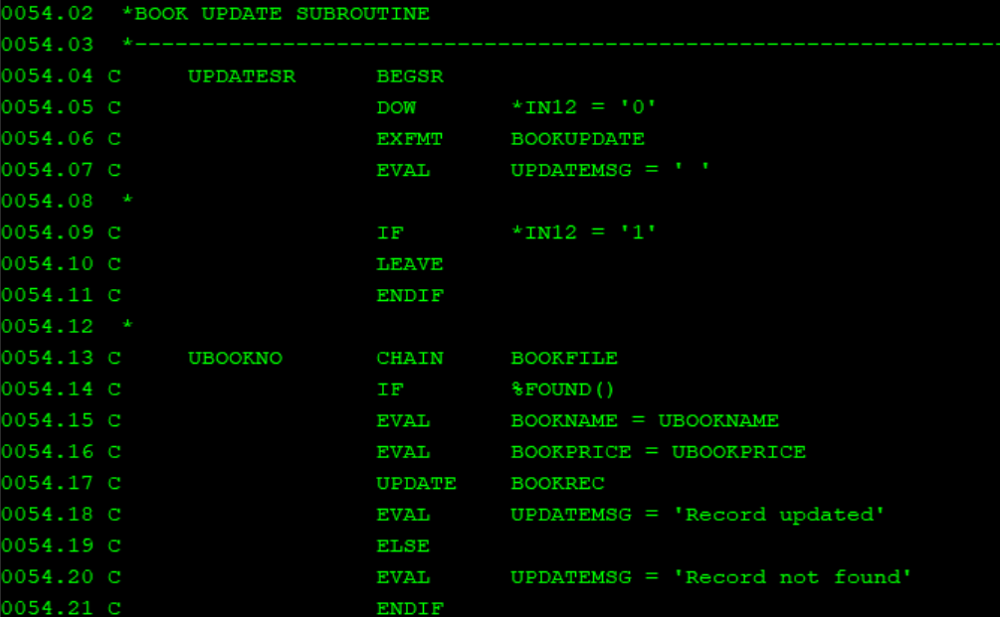 0054.02  *BOOK UPDATE SUBROUTINE
0054.03  *-----------------------------------------------------------------
0054.04 C     UPDATESR      BEGSR
0054.05 C                   DOW       *IN12 = '0'
0054.06 C                   EXFMT     BOOKUPDATE
0054.07 C                   EVAL      UPDATEMSG = ' '
0054.08  *
0054.09 C                   IF        *IN12 = '1'
0054.10 C                   LEAVE
0054.11 C                   ENDIF
0054.12  *
0054.13 C     UBOOKNO       CHAIN     BOOKFILE
0054.14 C                   IF        %FOUND()
0054.15 C                   EVAL      BOOKNAME = UBOOKNAME
0054.16 C                   EVAL      BOOKPRICE = UBOOKPRICE
0054.17 C                   UPDATE    BOOKREC
0054.18 C                   EVAL      UPDATEMSG = 'Record updated'
0054.19 C                   ELSE
0054.20 C                   EVAL      UPDATEMSG = 'Record not found'
0054.21 C                   ENDIF